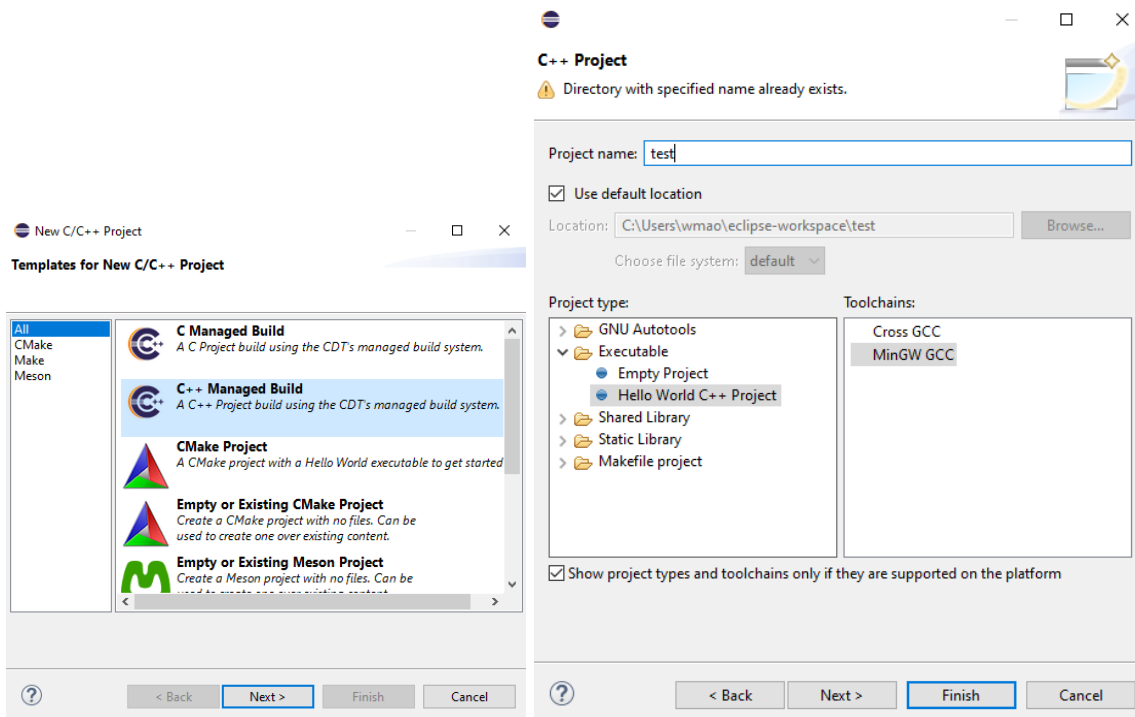 New C/C++ Project
Templates for New C/C++ Project
All
CMake
Make
Meson
C Managed Build
A C Project build using the CDT's managed build system.
C++ Managed Build
A C++ Project build using the CDT's managed build system.
CMake Project
A CMake project with a Hello World executable to get started
Empty or Existing CMake Project
Create a CMake project with no files. Can be
used to create one over existing content.
Empty or Existing Meson Project
Create a Meson project with no files. Can be
used to create one over existing content.
< Back
Next >
Finish
Cancel
C++ Project
Directory with specified name already exists.
Project name: test
Use default location
Location: C:\Users\wmao\eclipse-workspace\test Browse...
Choose file system: default
Project type:
GNU Autotools
Executable
Empty Project
Hello World C++ Project
Shared Library
Static Library
Makefile project
Toolchains:
Cross GCC
MinGW GCC
Show project types and toolchains only if they are supported on the platform
< Back
Next >
Finish
Cancel